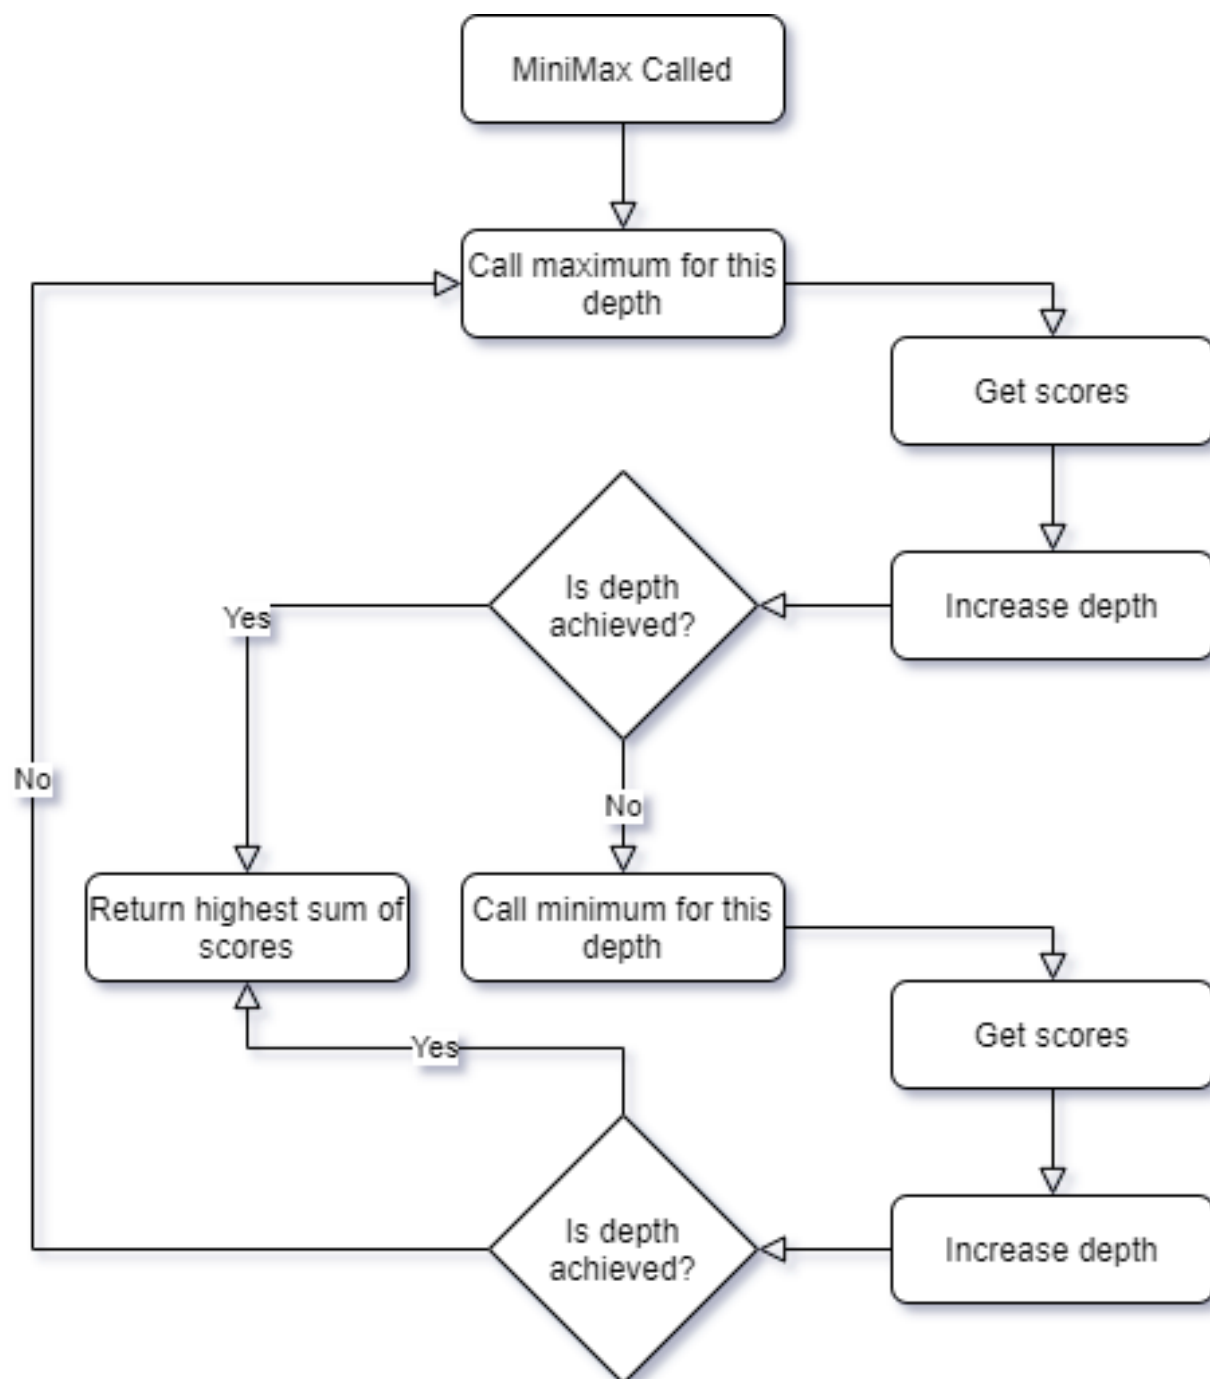 MiniMax Called
Call maximum for this
depth
Get scores
Is depth
achieved?
Increase depth
Yes
No
No
Return highest sum of
scores
Call minimum for this
depth
Get scores
Yes
Is depth
achieved?
Increase depth